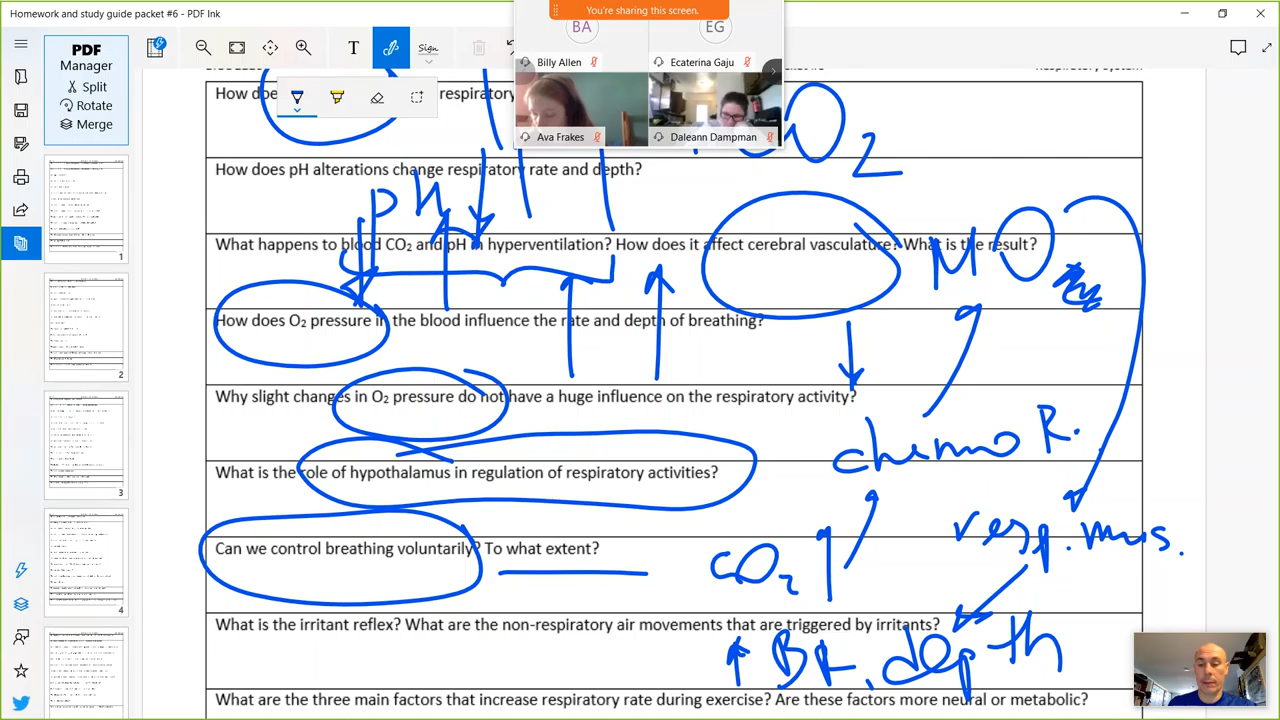 Homework and study guide packet #6 - PDF Ink
You're sharing this screen.
BA
EG
Billy Allen
Ecaterina Gaju
Ava Frakes
Daleann Dampman
PDF
Manager
Split
Rotate
Merge
T
Sign
1
2
3
4
How doe
respiratory
CO2
How does pH alterations change respiratory rate and depth?
pH
What happens to blood CO₂ and pH in hyperventilation? How does it affect cerebral vasculature? What is the result?
MO
How does O₂ pressure in the blood influence the rate and depth of breathing?
Why slight changes in O₂ pressure do not have a huge influence on the respiratory activity?
chemo R.
What is the role of hypothalamus in regulation of respiratory activities?
resp. mus.
Can we control breathing voluntarily? To what extent?
CO2
What is the irritant reflex? What are the non-respiratory air movements that are triggered by irritants?
↑ BR, depth
What are the three main factors that increase respiratory rate during exercise? Are these factors more neural or metabolic?